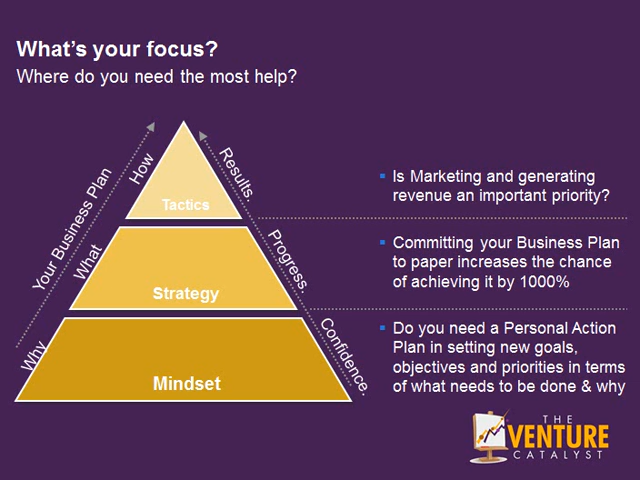 What's your focus?
Where do you need the most help?
Your Business Plan
How
What
Why
Results.
Progress.
Confidence.
Tactics
Strategy
Mindset
Is Marketing and generating
revenue an important priority?
Committing your Business Plan
to paper increases the chance
of achieving it by 1000%
Do you need a Personal Action
Plan in setting new goals,
objectives and priorities in terms
of what needs to be done & why
THE
VENTURE
CATALYST